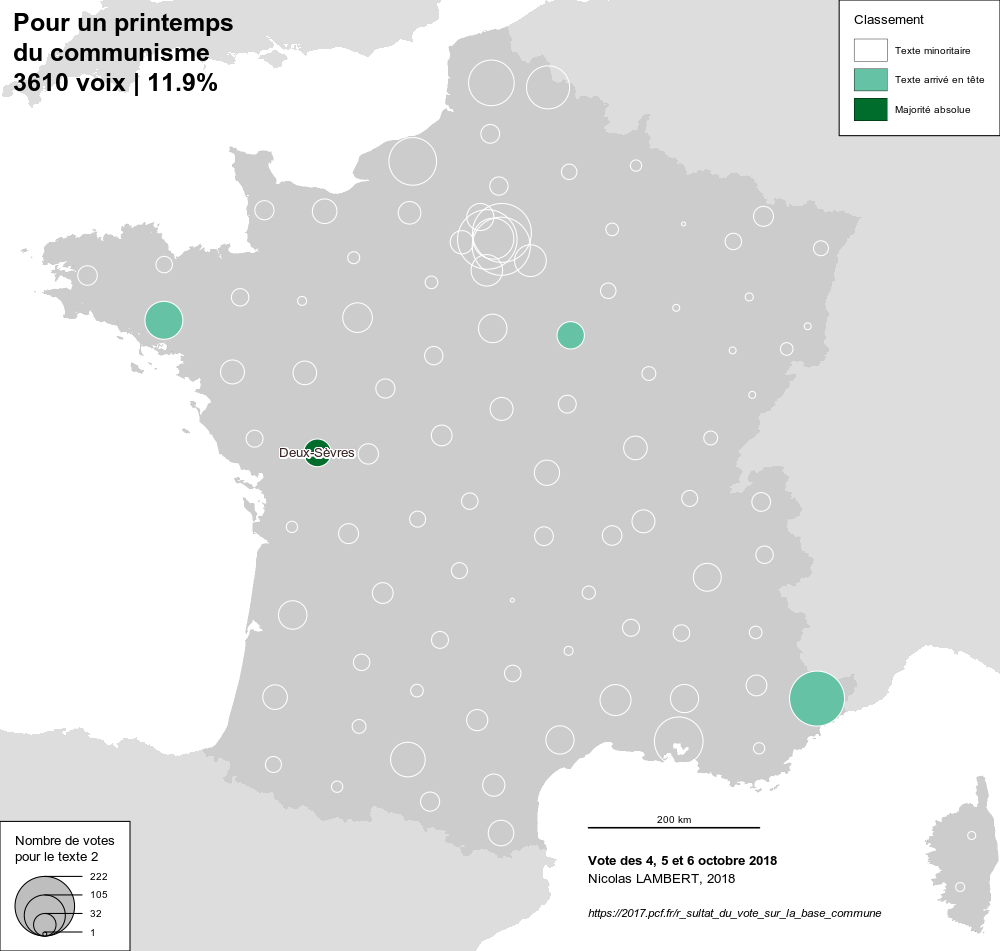 Pour un printemps
du communisme
3610 voix | 11.9%
Classement
Texte minoritaire
Texte arrivé en tête
Majorité absolue
Deux-Sèvres
Nombre de votes
pour le texte 2
222
105
32
1
200 km
Vote des 4, 5 et 6 octobre 2018
Nicolas LAMBERT, 2018
https://2017.pcf.fr/r_sultat_du_vote_sur_la_base_commune